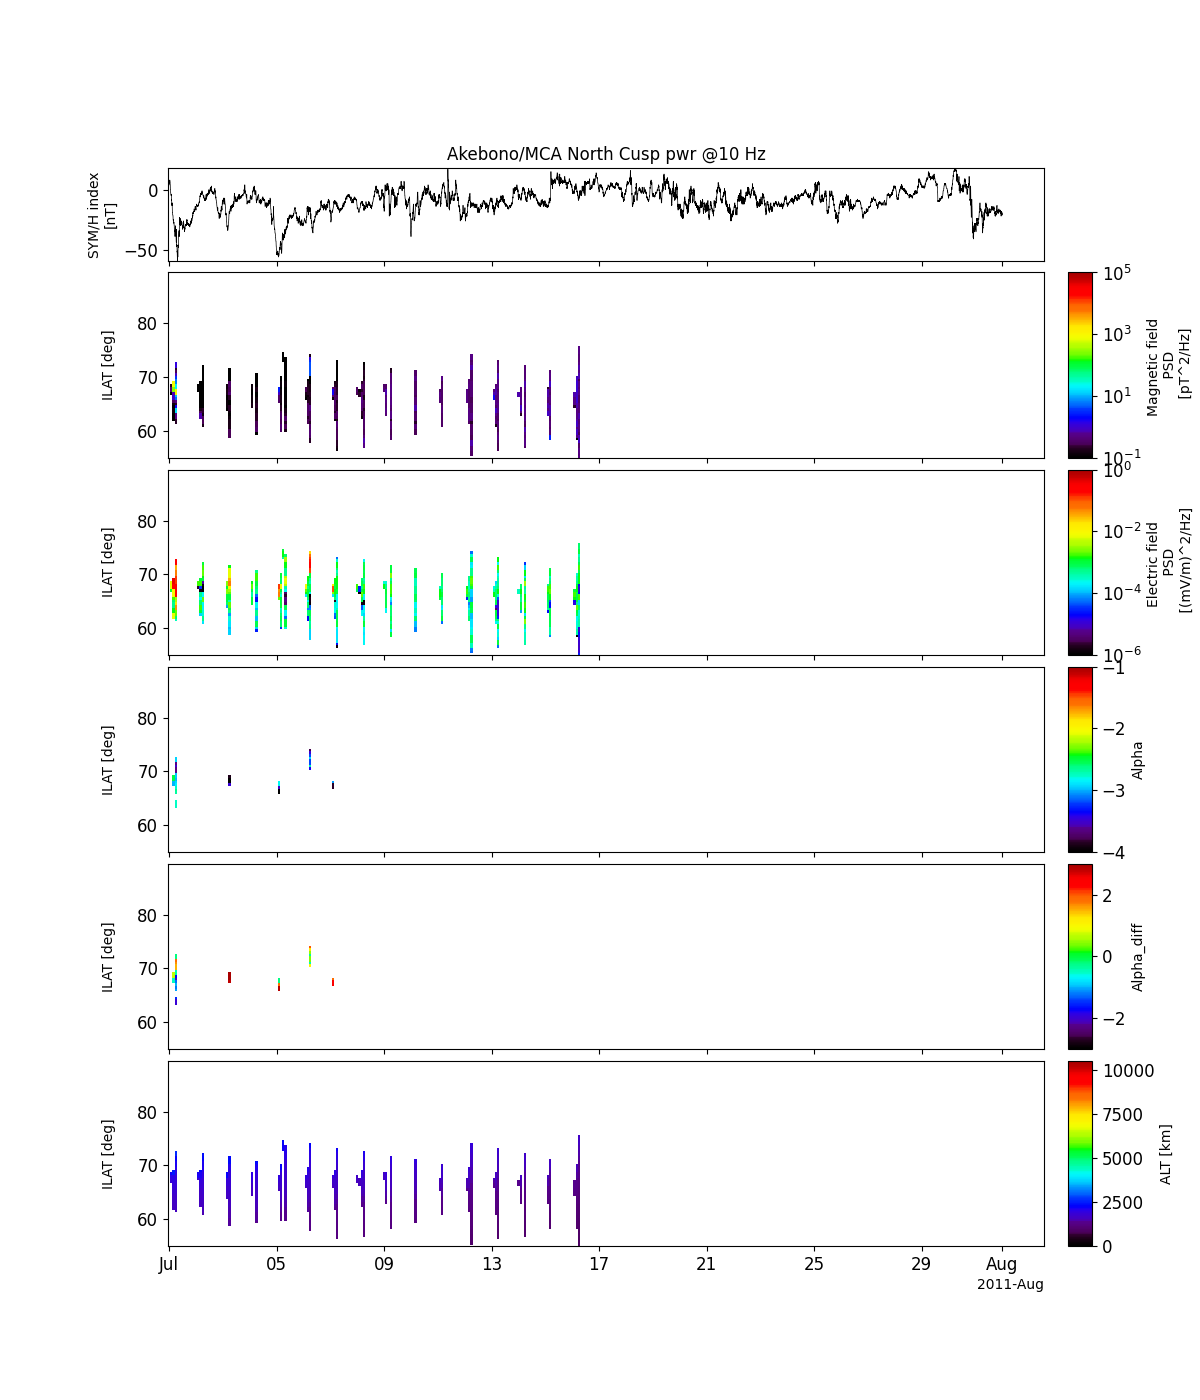 Akebono/MCA North Cusp pwr @10 Hz
SYM/H index
[nT]
0
−50
ILAT [deg]
80
70
60
10^5
10^3
10^1
10^-1
Magnetic field
PSD
[pT^2/Hz]
ILAT [deg]
80
70
60
10^0
10^-2
10^-4
10^-6
Electric field
PSD
[(mV/m)^2/Hz]
ILAT [deg]
80
70
60
−1
−2
−3
−4
Alpha
ILAT [deg]
80
70
60
2
0
−2
Alpha_diff
ILAT [deg]
80
70
60
10000
7500
5000
2500
0
ALT [km]
Jul 05 09 13 17 21 25 29 Aug
2011-Aug